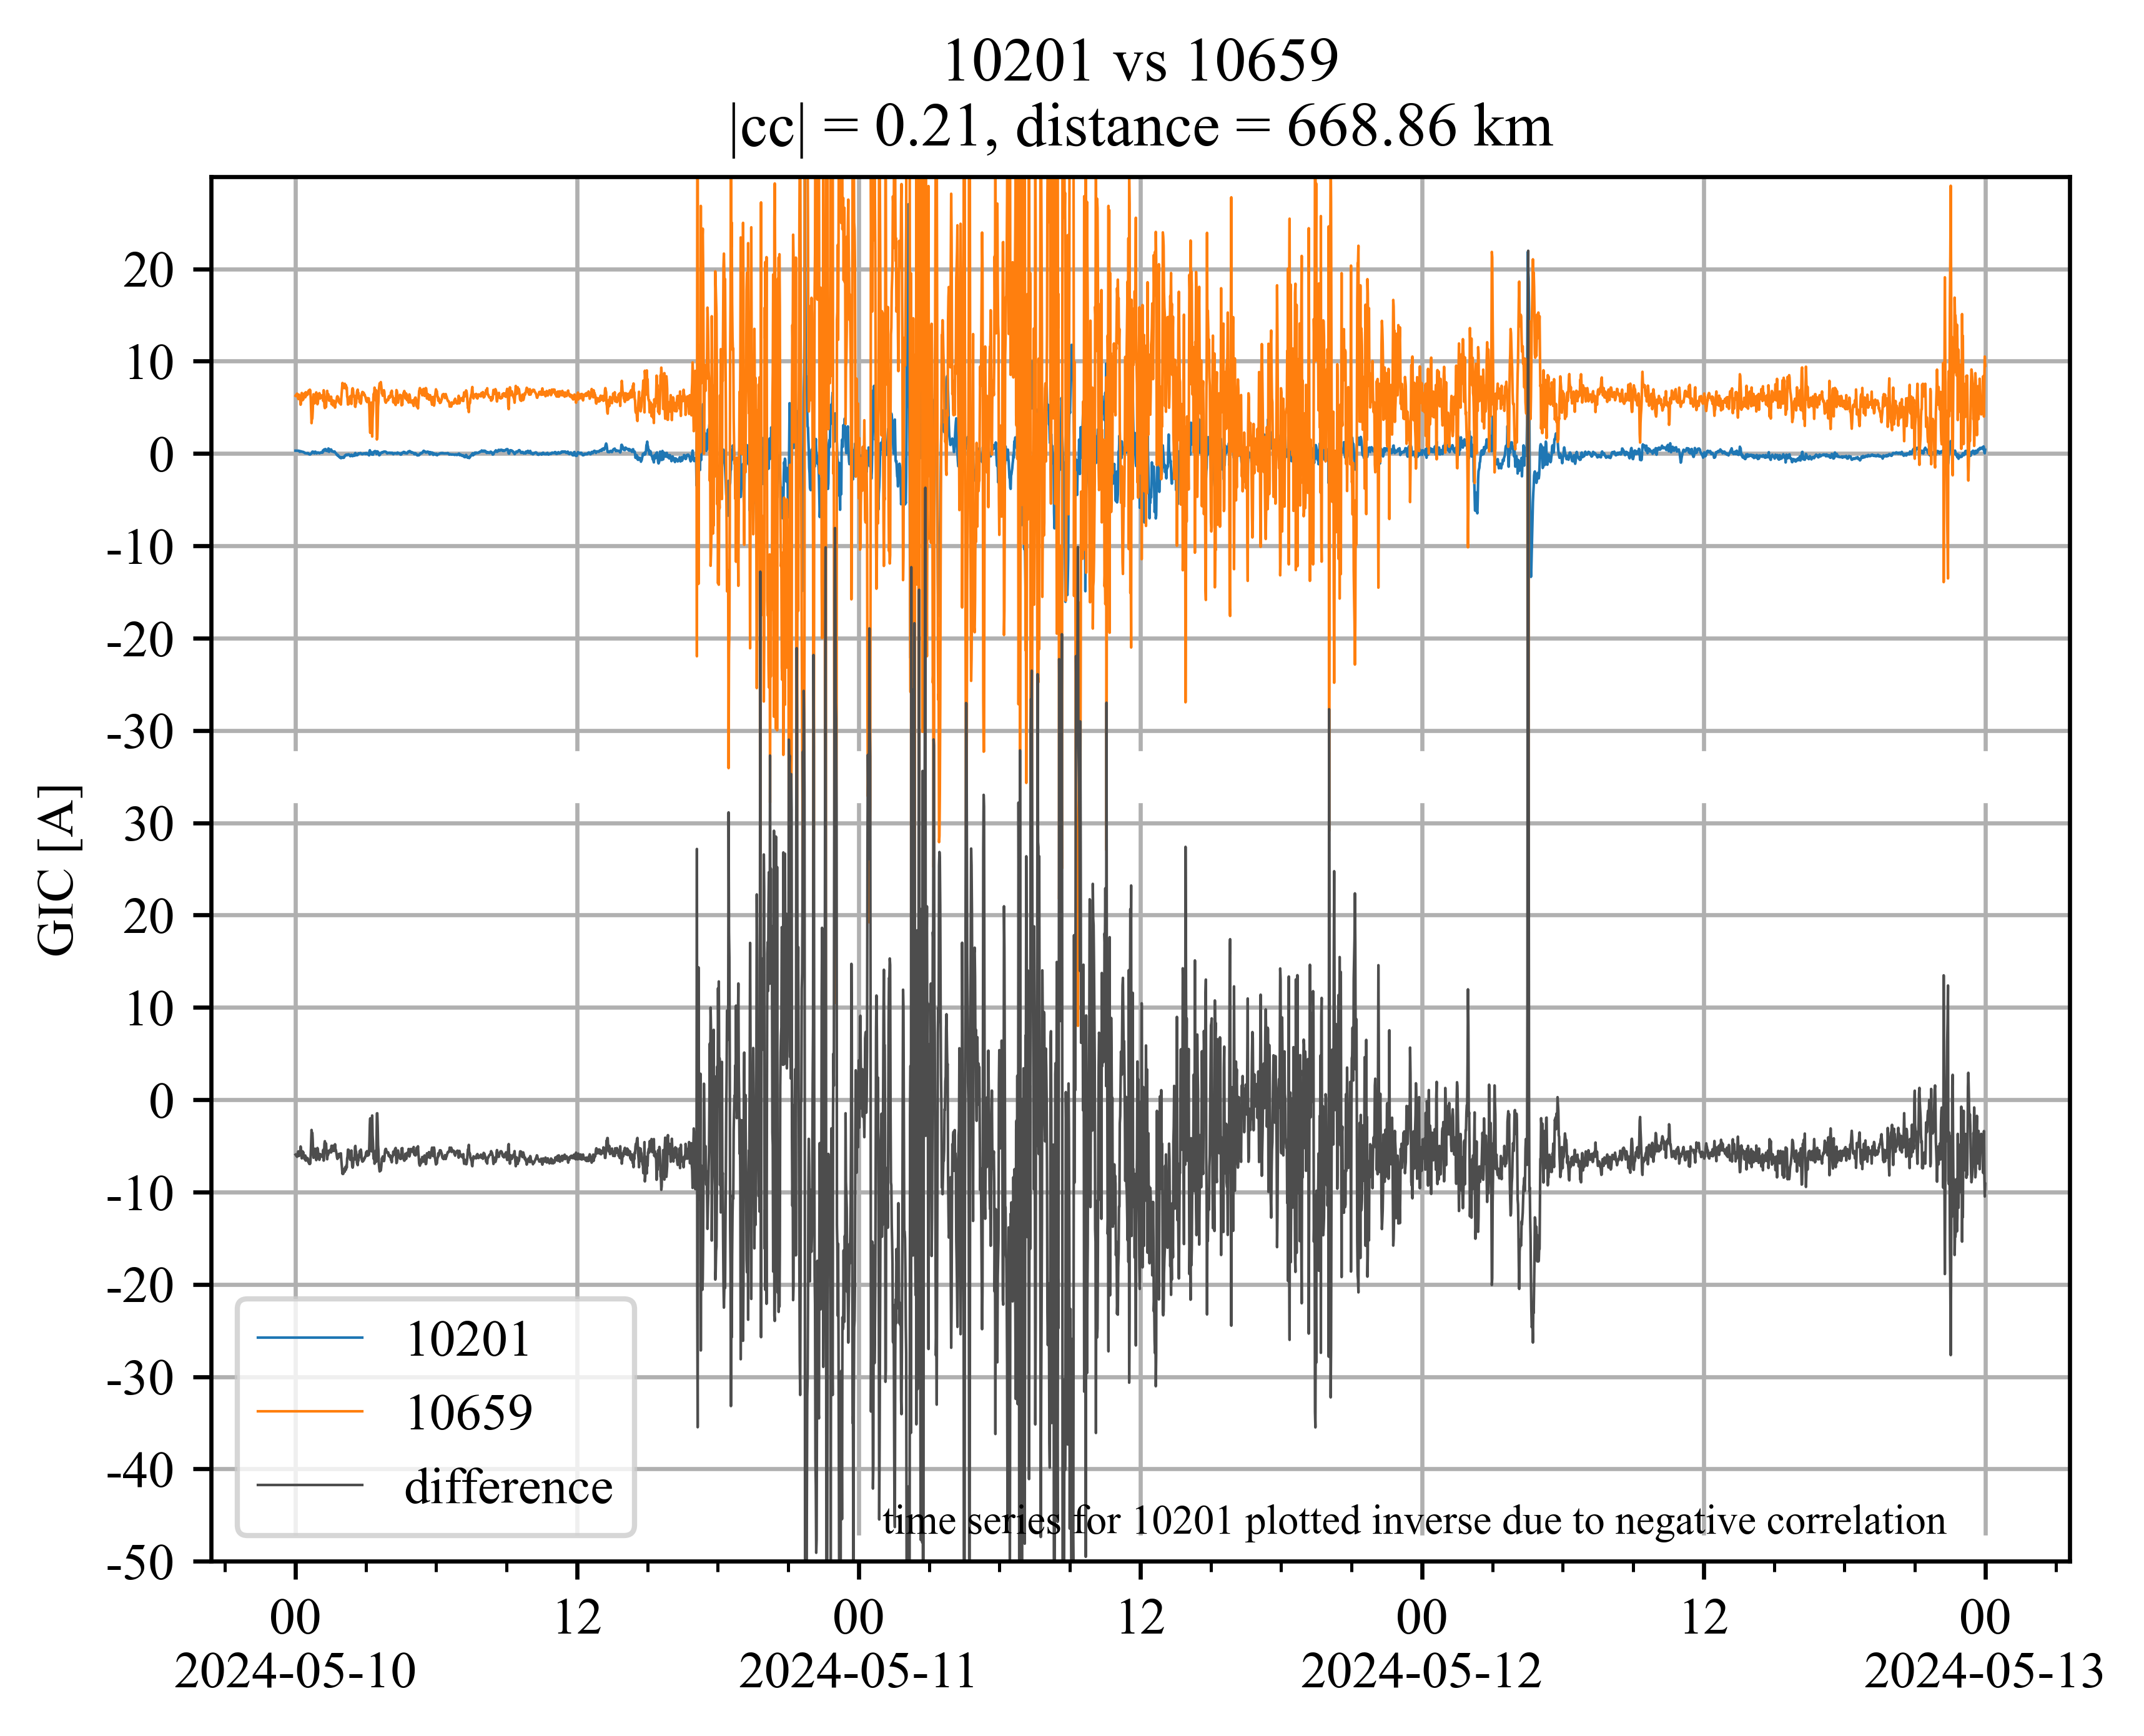 10201 vs 10659
|cc| = 0.21, distance = 668.86 km
GIC [A]
20
10
0
-10
-20
-30
30
20
10
0
-10
-20
-30
-40
-50
10201
10659
difference
time series for 10201 plotted inverse due to negative correlation
00 12 00 12 00 12 00
2024-05-10 2024-05-11 2024-05-12 2024-05-13